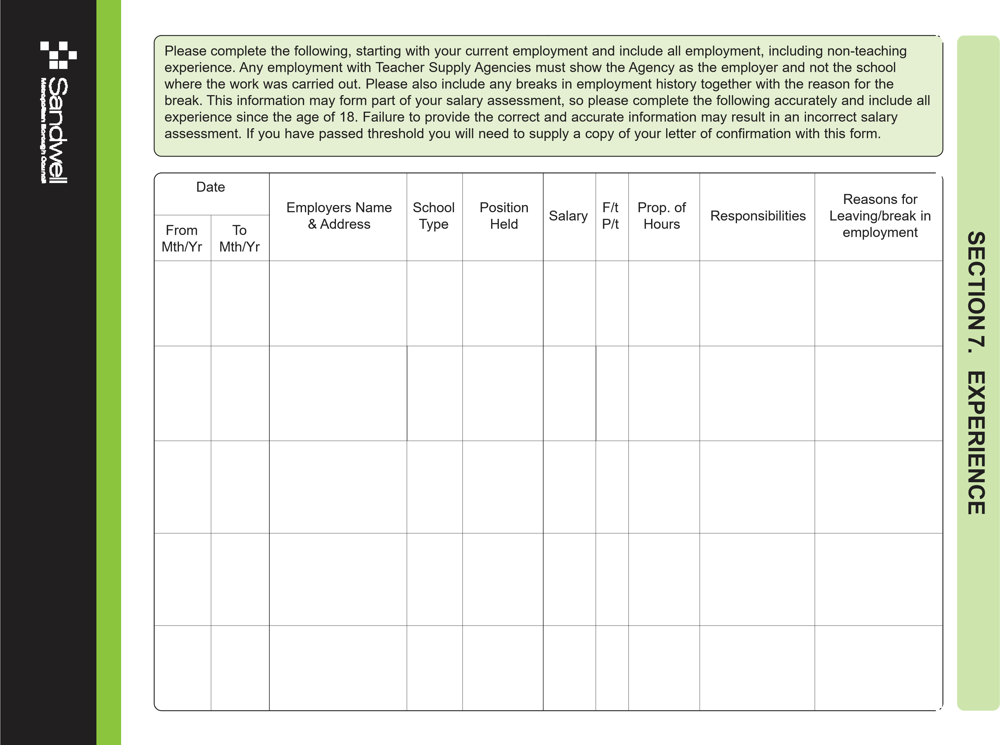 Sandwell
Metropolitan Borough Council
Please complete the following, starting with your current employment and include all employment, including non-teaching
experience. Any employment with Teacher Supply Agencies must show the Agency as the employer and not the school
where the work was carried out. Please also include any breaks in employment history together with the reason for the
break. This information may form part of your salary assessment, so please complete the following accurately and include all
experience since the age of 18. Failure to provide the correct and accurate information may result in an incorrect salary
assessment. If you have passed threshold you will need to supply a copy of your letter of confirmation with this form.
Date
From
Mth/Yr
To
Mth/Yr
Employers Name
& Address
School
Type
Position
Held
Salary
F/t
P/t
Prop. of
Hours
Responsibilities
Reasons for
Leaving/break in
employment
SECTION 7. EXPERIENCE